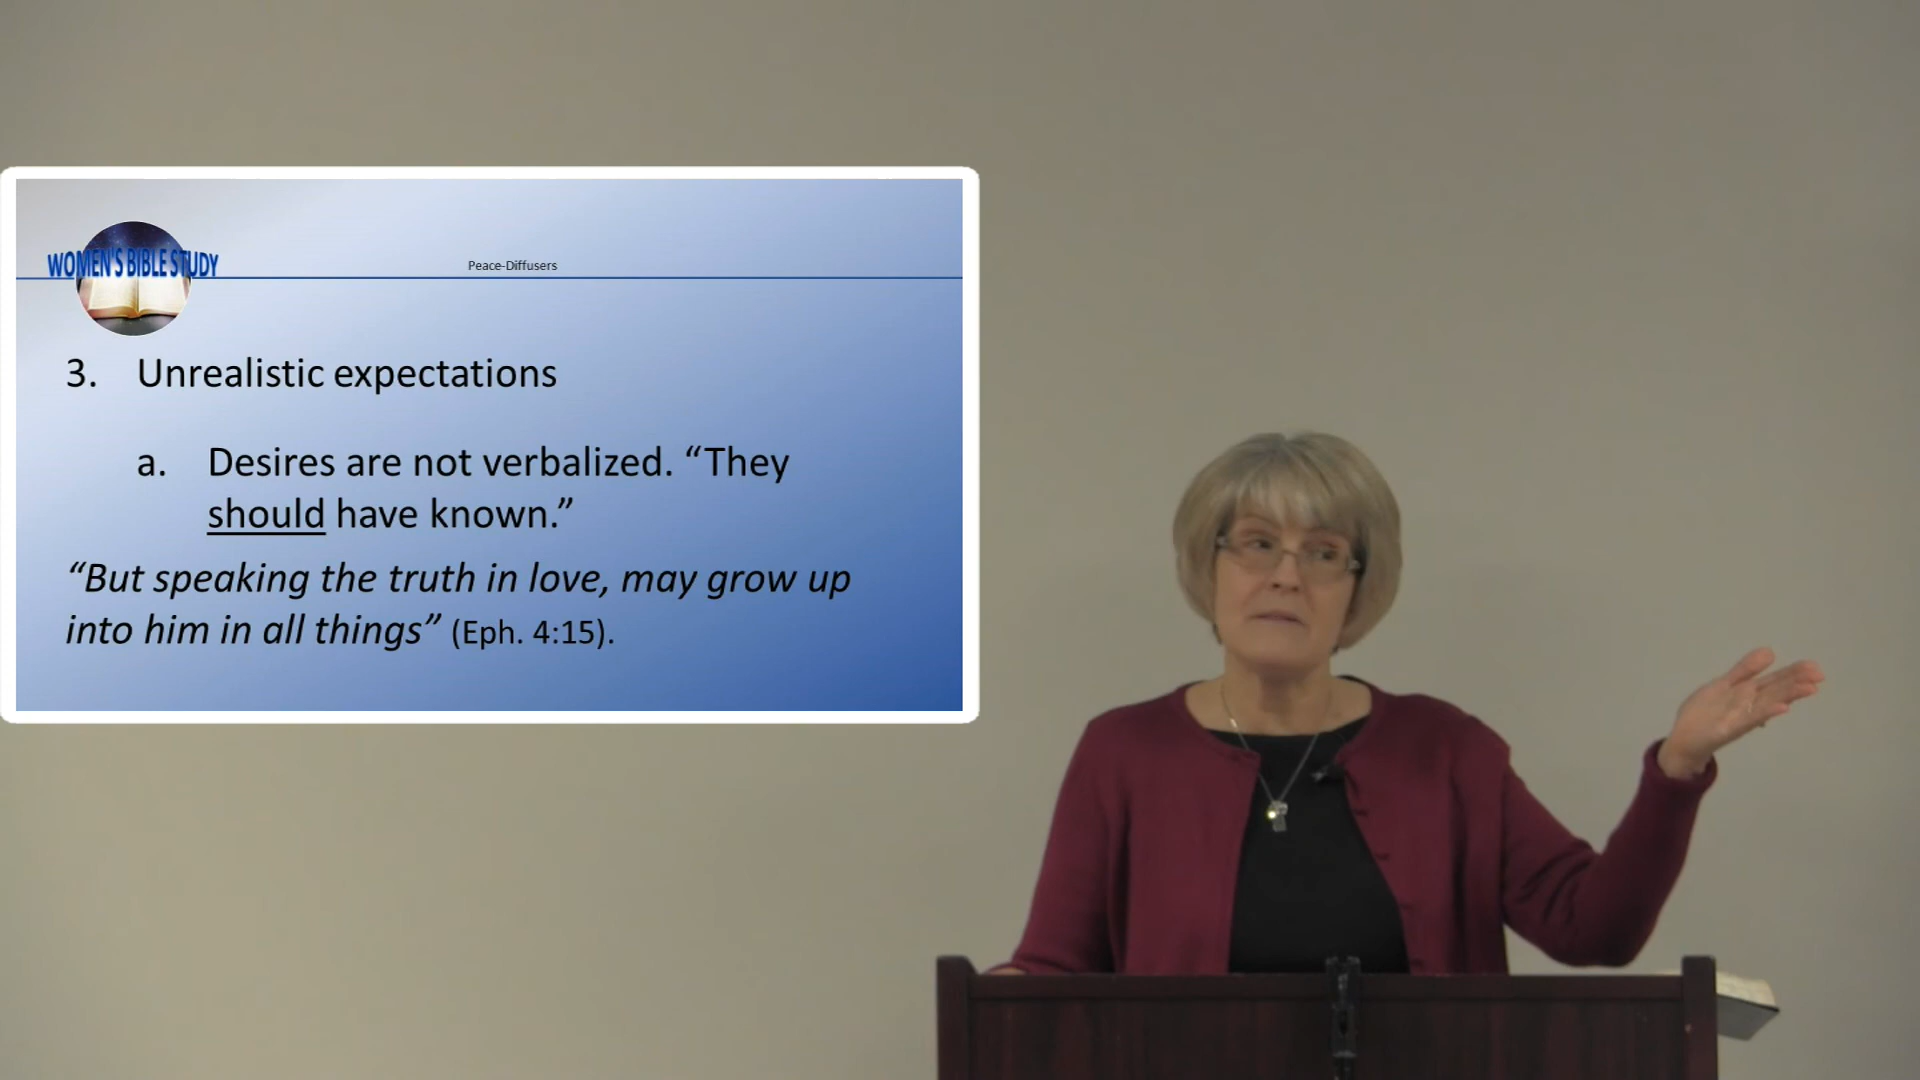 WOMEN'S BIBLE STUDY
Peace-Diffusers
3. Unrealistic expectations
a. Desires are not verbalized. “They
should have known.”
“But speaking the truth in love, may grow up
into him in all things” (Eph. 4:15).